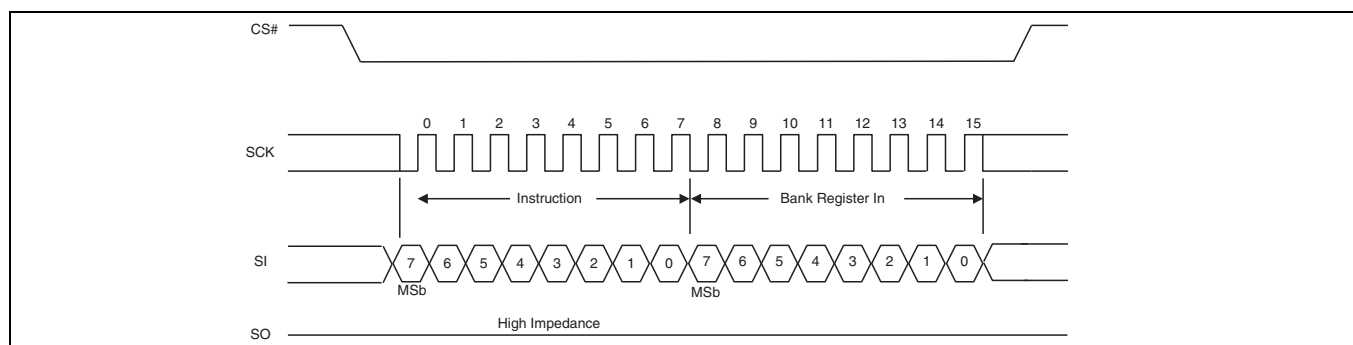 CS#
0 1 2 3 4 5 6 7 8 9 10 11 12 13 14 15
SCK
Instruction Bank Register In
SI 7 6 5 4 3 2 1 0 7 6 5 4 3 2 1 0
MSb MSb
High Impedance
SO